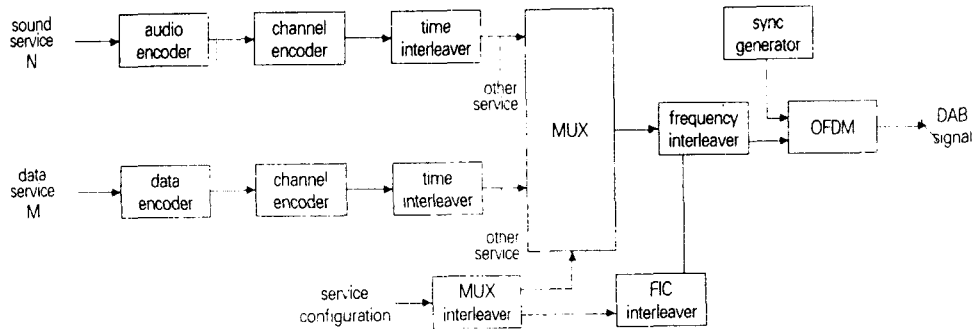 sound
service
N
audio
encoder
channel
encoder
time
interleaver
other
service
MUX
sync
generator
frequency
interleaver
OFDM
DAB
signal
data
service
M
data
encoder
channel
encoder
time
interleaver
other
service
service
configuration
MUX
interleaver
FIC
interleaver